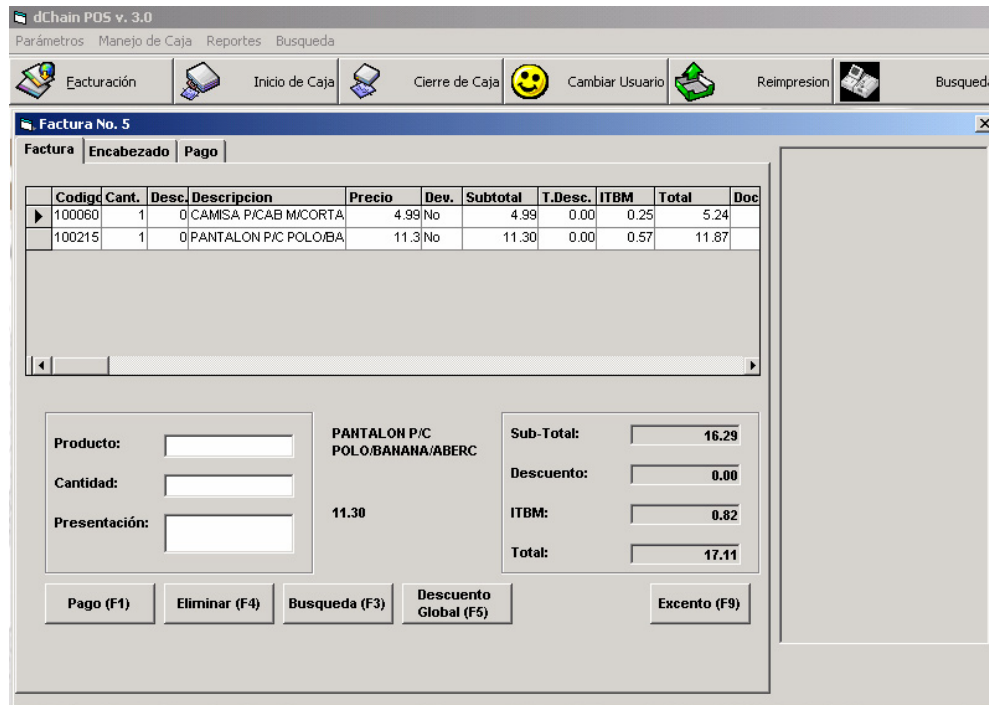 dChain POS v. 3.0
Parámetros Manejo de Caja Reportes Busqueda
Facturación Inicio de Caja Cierre de Caja Cambiar Usuario Reimpresion Busqued
Factura No. 5
Factura Encabezado Pago
Codigo Cant. Desc. Descripcion Precio Dev. Subtotal T.Desc. ITBM Total Doc
100060 1 0 CAMISA P/CAB M/CORTA 4.99 No 4.99 0.00 0.25 5.24
100215 1 0 PANTALON P/C POLO/BA 11.3 No 11.30 0.00 0.57 11.87
Producto:
Cantidad:
Presentación:
PANTALON P/C
POLO/BANANA/ABERC
11.30
Sub-Total: 16.29
Descuento: 0.00
ITBM: 0.82
Total: 17.11
Pago (F1) Eliminar (F4) Busqueda (F3) Descuento
Global (F5) Excento (F9)